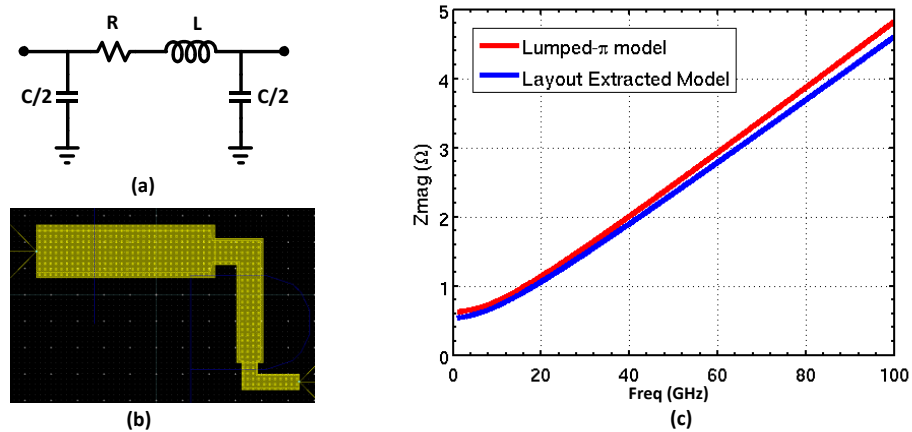 R
L
C/2
C/2
(a)
(b)
Lumped-π model
Layout Extracted Model
Zmag (Ω)
5
4
3
2
1
0
0
20
40
60
80
100
Freq (GHz)
(c)